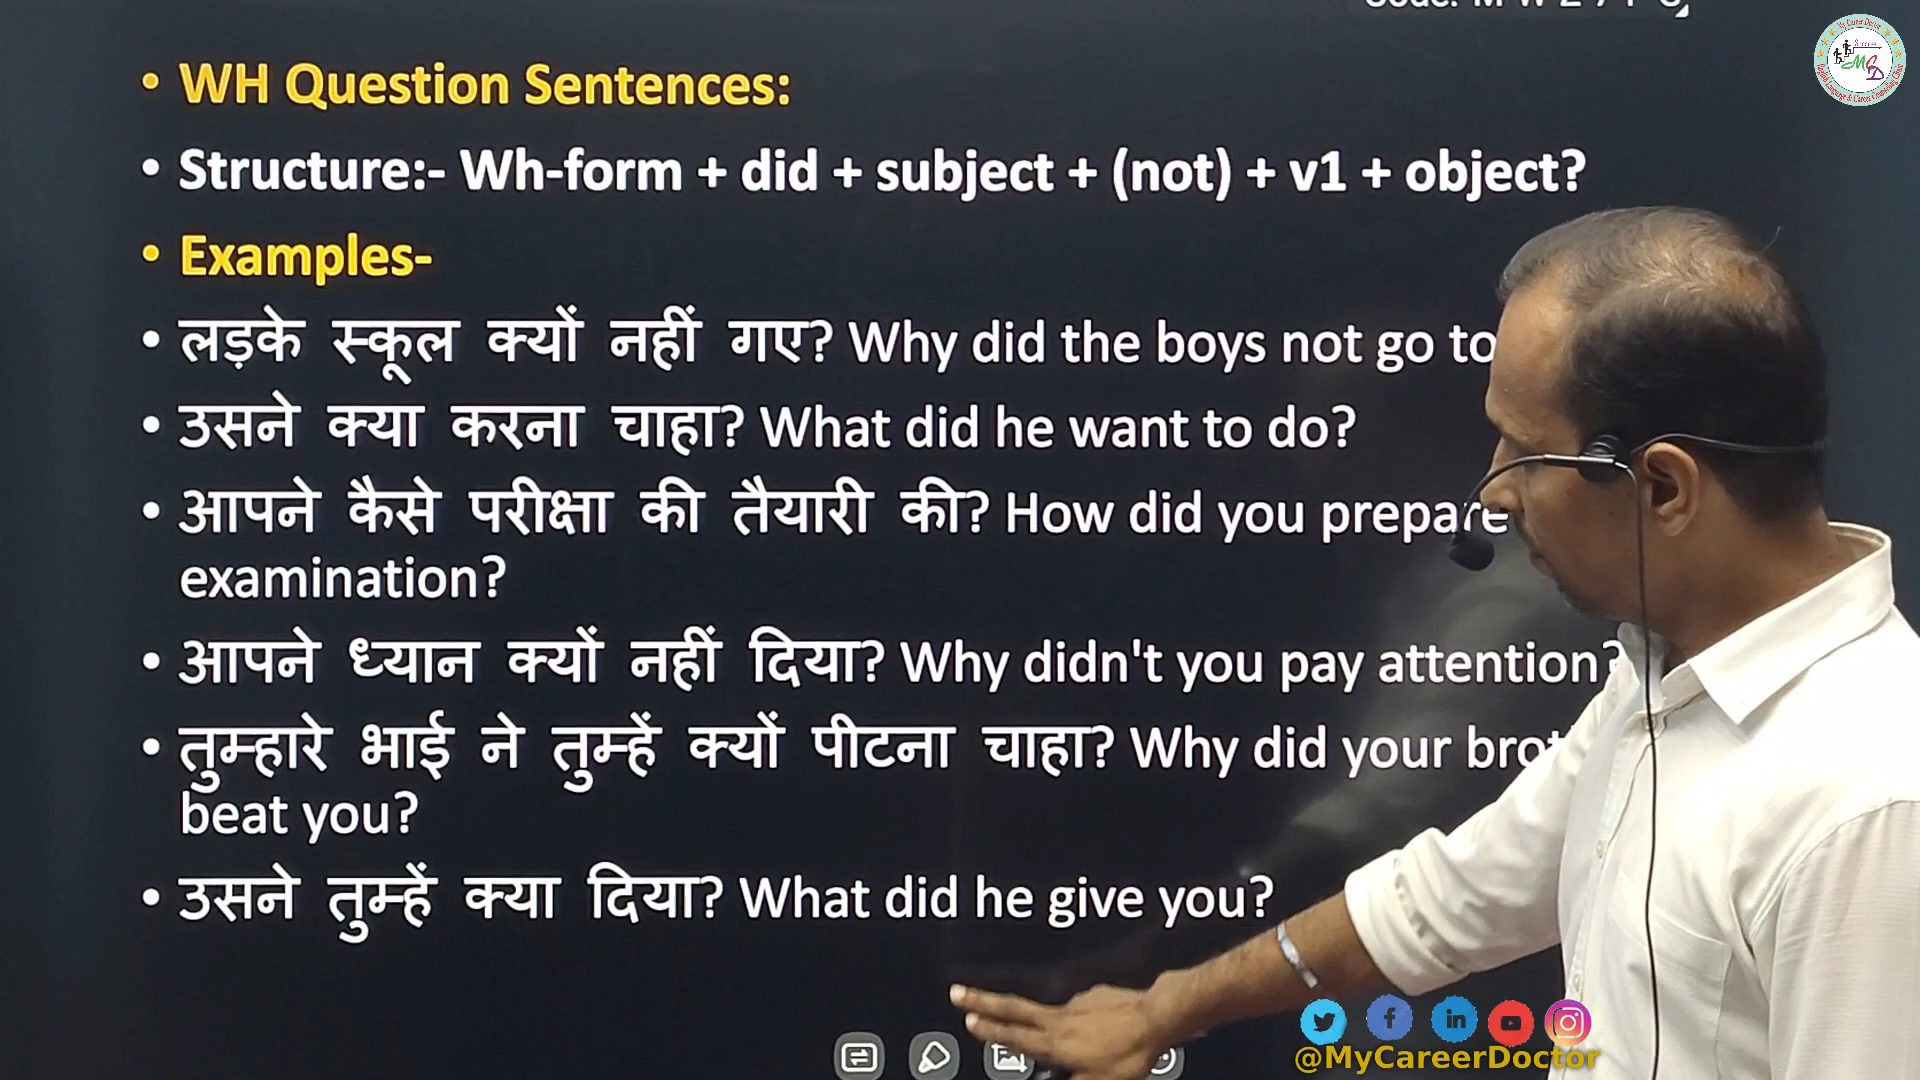 • WH Question Sentences:
• Structure:- Wh-form + did + subject + (not) + v1 + object?
• Examples-
• लड़के स्कूल क्यों नहीं गए? Why did the boys not go to
• उसने क्या करना चाहा? What did he want to do?
• आपने कैसे परीक्षा की तैयारी की? How did you prepare
examination?
• आपने ध्यान क्यों नहीं दिया? Why didn't you pay attention?
• तुम्हारे भाई ने तुम्हें क्यों पीटना चाहा? Why did your
beat you?
• उसने तुम्हें क्या दिया? What did he give you?
@MyCareerDoctor